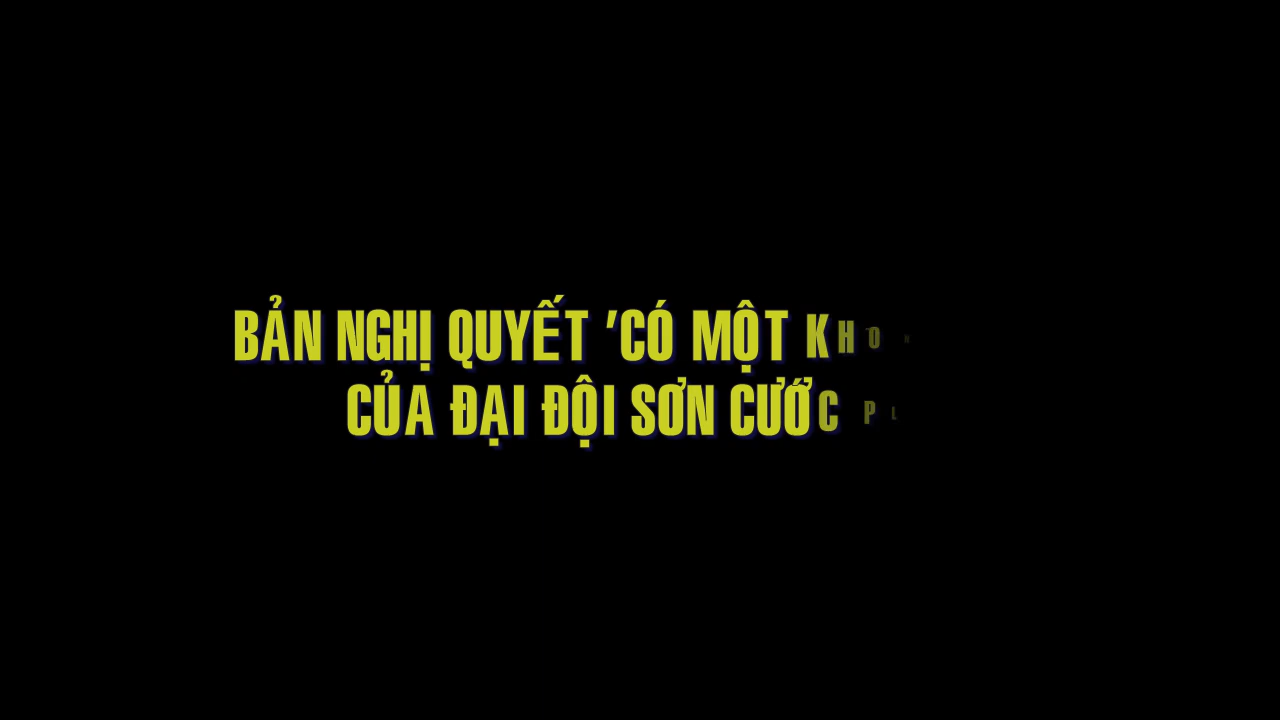 BẢN NGHỊ QUYẾT 'CÓ MỘT
CỦA ĐẠI ĐỘI SƠN CƯỚC